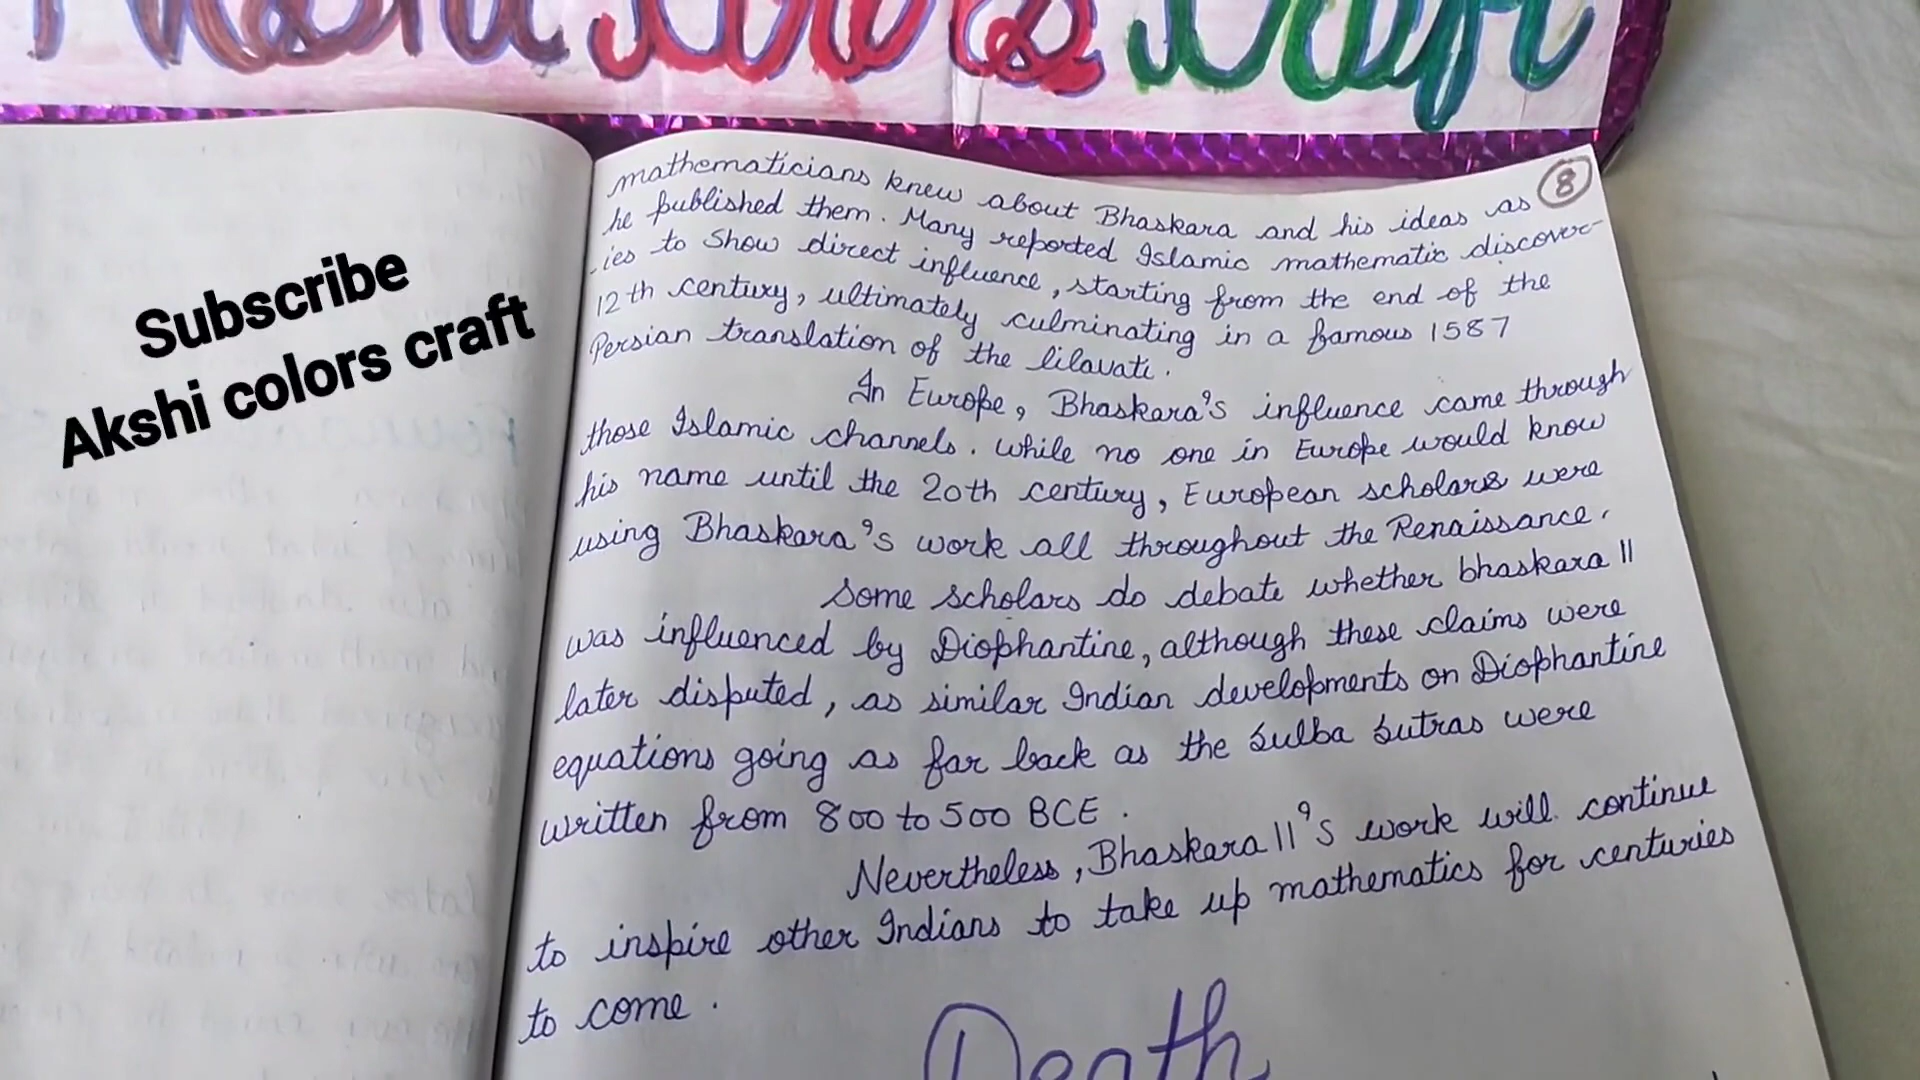 Akshi Colors Craft
Subscribe
Akshi colors craft
8
mathematicians knew about Bhaskara and his ideas as
he published them. Many reported Islamic mathematic discover-
-ies to Show direct influence, starting from the end of the
12th century, ultimately culminating in a famous 1587
Persian translation of the lilavati.
In Europe, Bhaskara's influence came through
those Islamic channels. While no one in Europe would know
his name until the 20th century, European scholars were
using Bhaskara's work all throughout the Renaissance.
Some scholars do debate whether bhaskara II
was influenced by Diophantine, although these claims were
later disputed, as similar Indian developments on Diophantine
equations going as far back as the Sulba Sutras were
written from 800 to 500 BCE.
Nevertheless, Bhaskara II's work will continue
to inspire other Indians to take up mathematics for centuries
to come.
Death